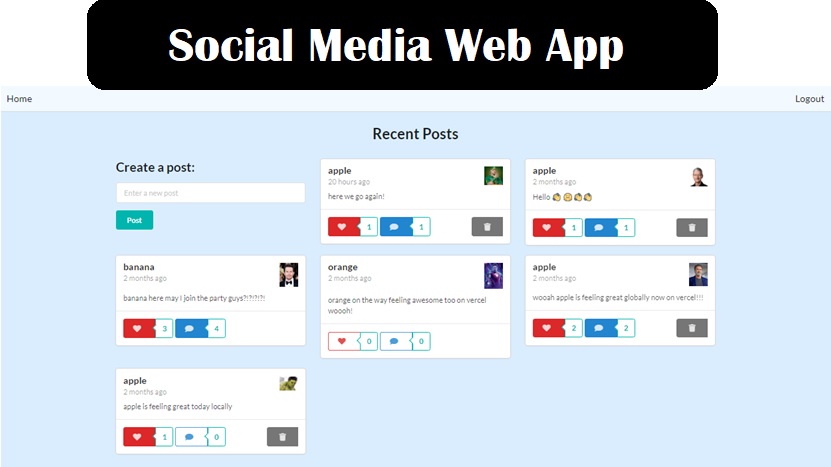 Social Media Web App
Home
Logout
Recent Posts
Create a post:
Enter a new post
Post
apple
20 hours ago
here we go again!
1
1
apple
2 months ago
Hello
1
1
banana
2 months ago
banana here may I join the party guys?!?!?!?!
3
4
orange
2 months ago
orange on the way feeling awesome too on vercel
woooh!
0
0
apple
2 months ago
wooah apple is feeling great globally now on vercel!!!
2
2
apple
2 months ago
apple is feeling great today locally
1
0